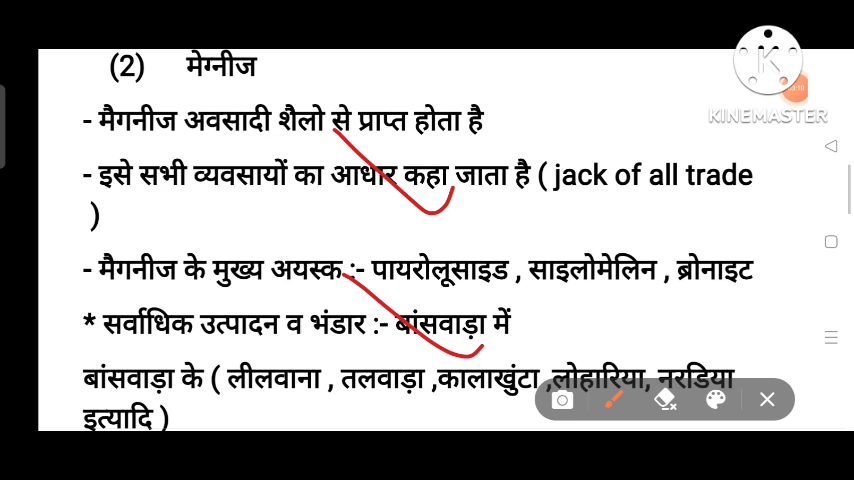 (2) मेग्नीज
- मैगनीज अवसादी शैलो से प्राप्त होता है
- इसे सभी व्यवसायों का आधार कहा जाता है ( jack of all trade
)
- मैगनीज के मुख्य अयस्क :- पायरोलूसाइड , साइलोमेलिन , ब्रोनाइट
* सर्वाधिक उत्पादन व भंडार :- बांसवाड़ा में
बांसवाड़ा के ( लीलवाना , तलवाड़ा ,कालाखुंटा ,लोहारिया, नरडिया
इत्यादि )
K
KINEMASTER